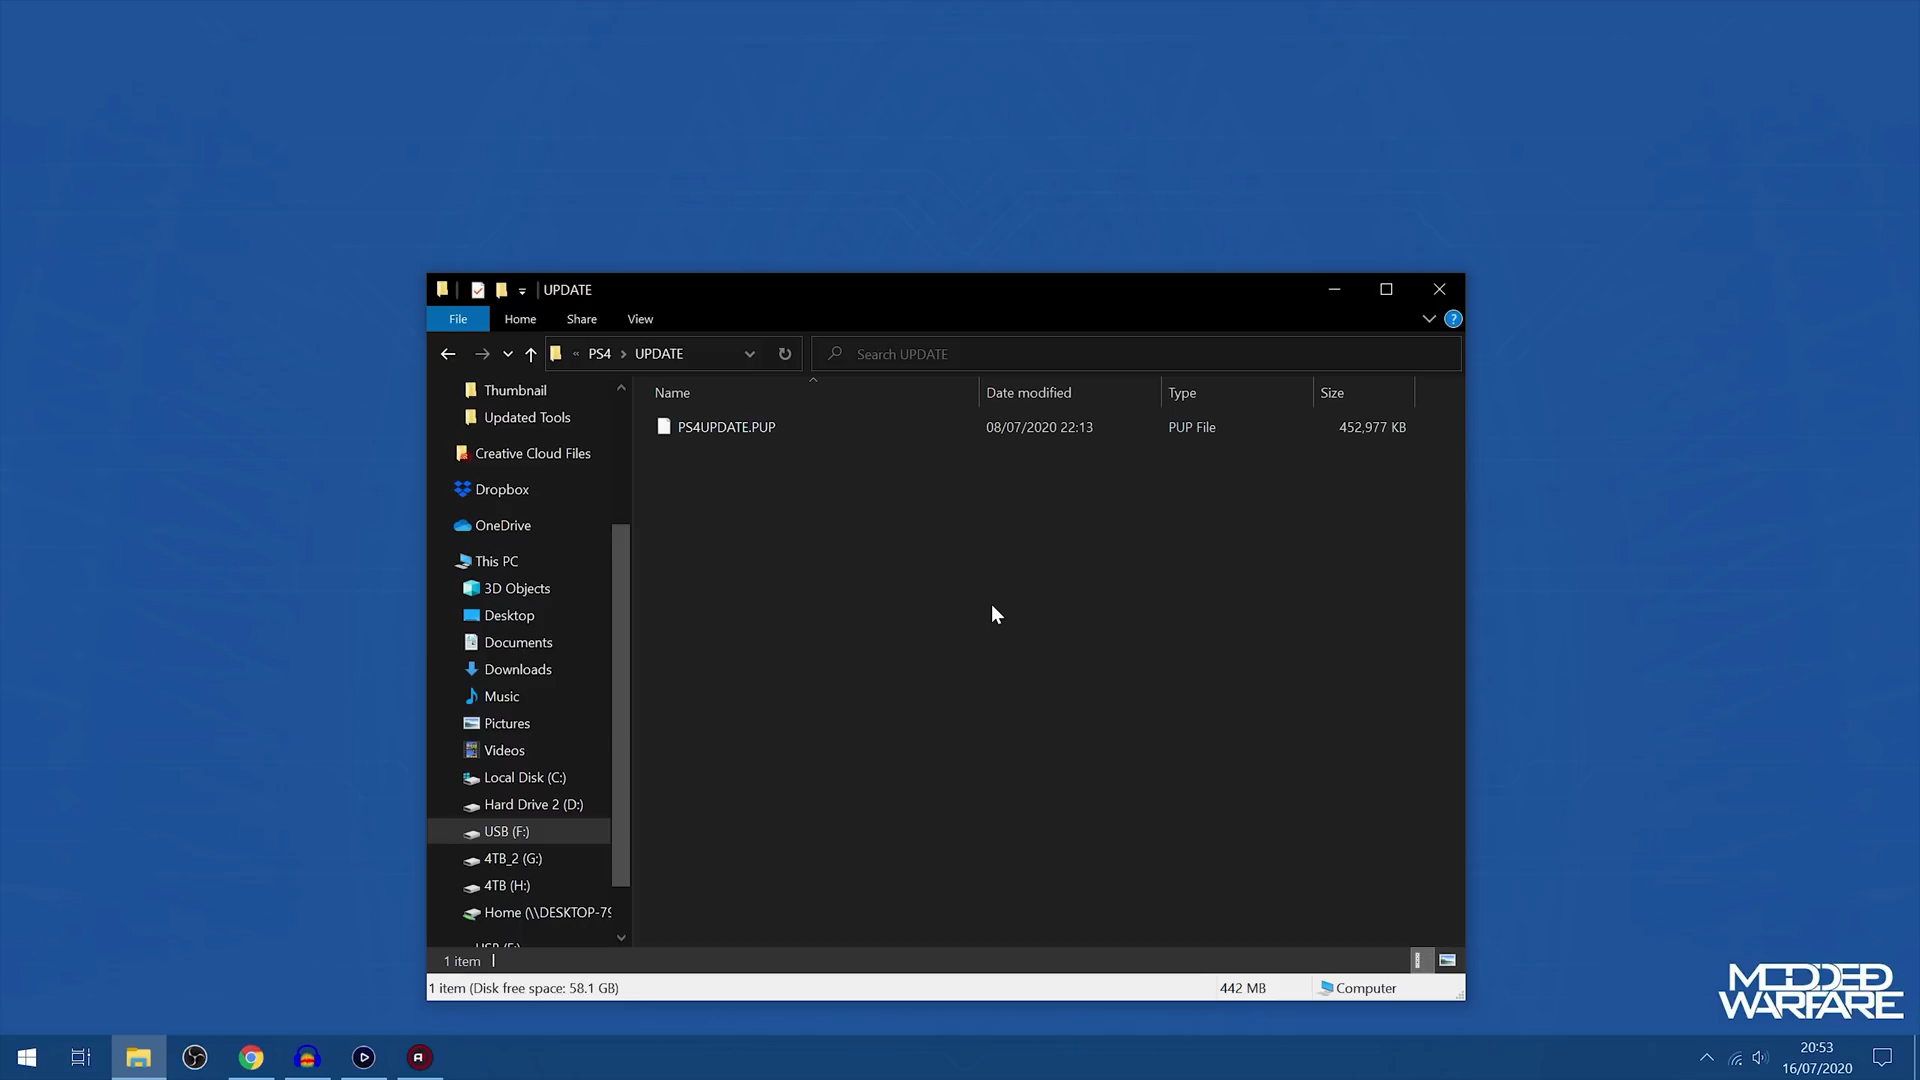 UPDATE
File Home Share View
« PS4 > UPDATE
Search UPDATE
Name Date modified Type Size
PS4UPDATE.PUP 08/07/2020 22:13 PUP File 452,977 KB
Thumbnail
Updated Tools
Creative Cloud Files
Dropbox
OneDrive
This PC
3D Objects
Desktop
Documents
Downloads
Music
Pictures
Videos
Local Disk (C:)
Hard Drive 2 (D:)
USB (F:)
4TB_2 (G:)
4TB (H:)
Home (\\DESKTOP-79
1 item
1 item (Disk free space: 58.1 GB) 442 MB Computer
MODDED
WARFARE
20:53
16/07/2020